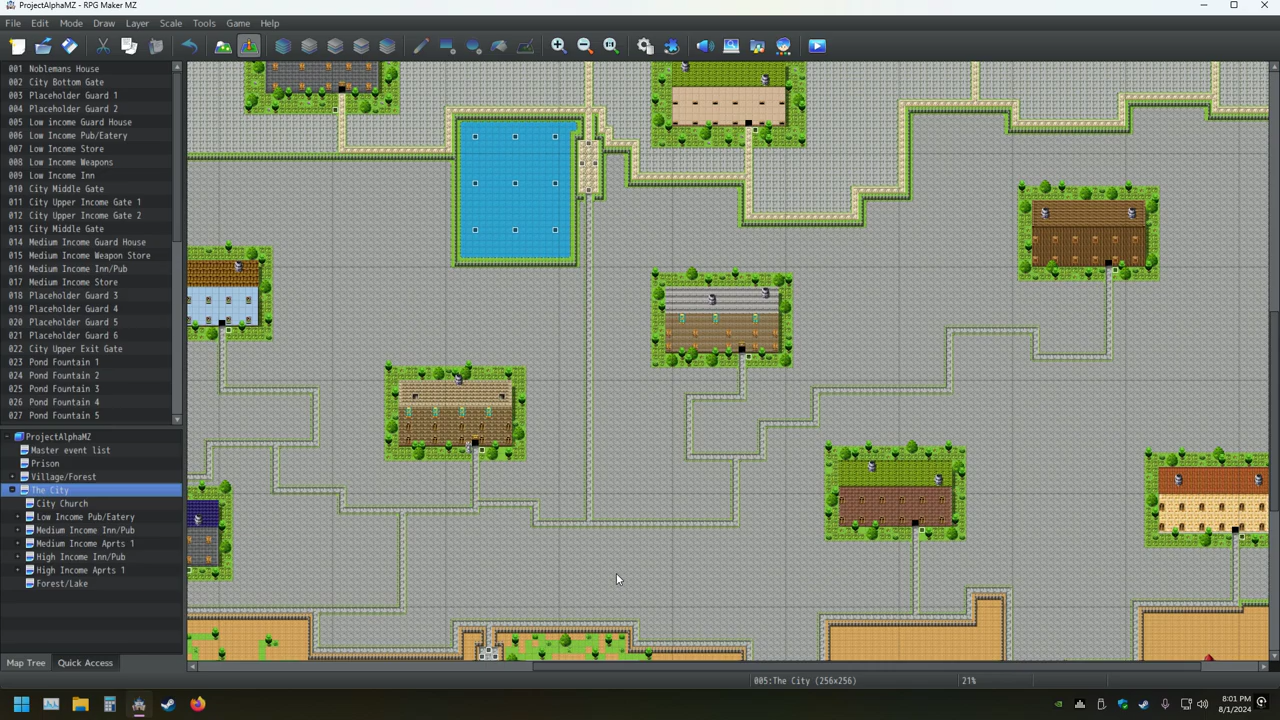 ProjectAlphaMZ - RPG Maker MZ
File Edit Mode Draw Layer Scale Tools Game Help
001 Noblemans House
002 City Bottom Gate
003 Placeholder Guard 1
004 Placeholder Guard 2
005 Low income Guard House
006 Low Income Pub/Eatery
007 Low Income Store
008 Low Income Weapons
009 Low Income Inn
010 City Middle Gate
011 City Upper Income Gate 1
012 City Upper Income Gate 2
013 City Middle Gate
014 Medium Income Guard House
015 Medium Income Weapon Store
016 Medium Income Inn/Pub
017 Medium Income Store
018 Placeholder Guard 3
019 Placeholder Guard 4
020 Placeholder Guard 5
021 Placeholder Guard 6
022 City Upper Exit Gate
023 Pond Fountain 1
024 Pond Fountain 2
025 Pond Fountain 3
026 Pond Fountain 4
027 Pond Fountain 5
ProjectAlphaMZ
Master event list
Prison
Village/Forest
The City
City Church
Low Income Pub/Eatery
Medium Income Inn/Pub
Medium Income Aprts 1
High Income Inn/Pub
High Income Aprts 1
Forest/Lake
Map Tree Quick Access
005:The City (256x256) 21%
8:01 PM
8/1/2024